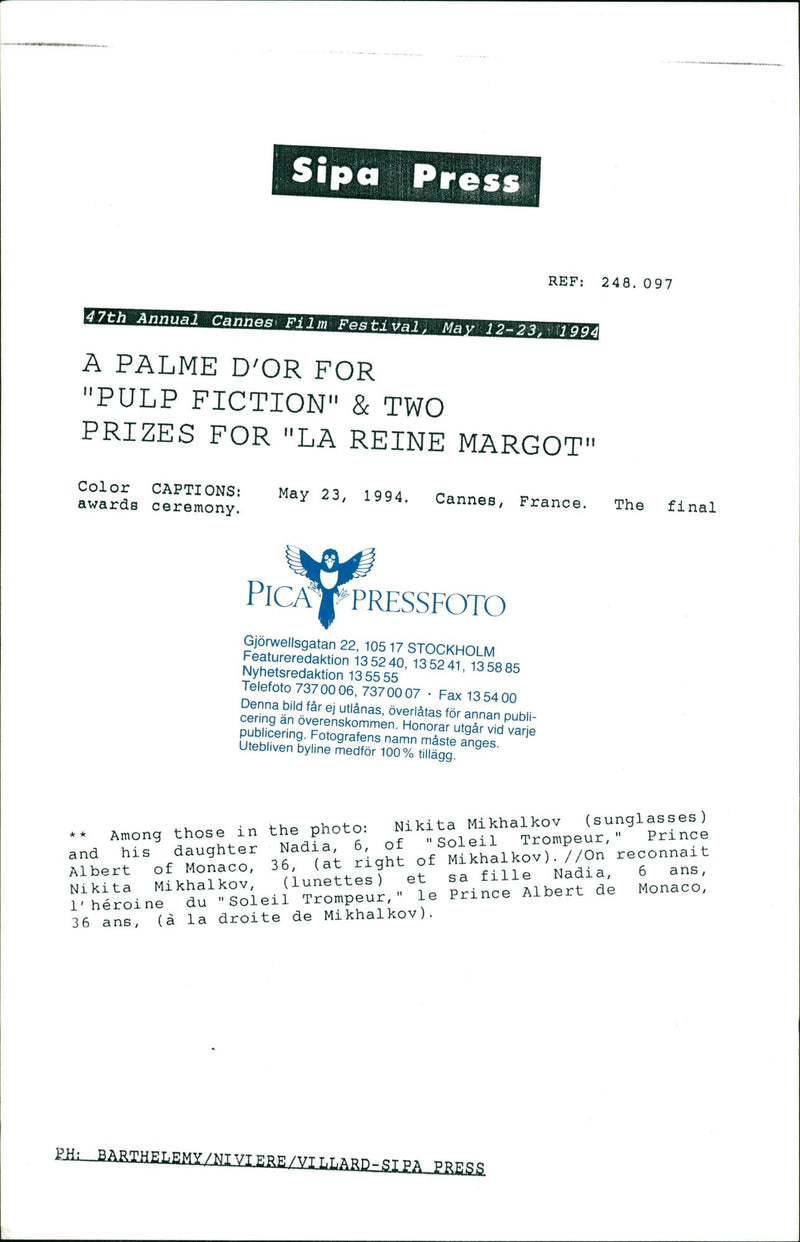 Sipa Press
REF: 248.097
47th Annual Cannes Film Festival, May 12-23, 1994
A PALME D'OR FOR
"PULP FICTION" & TWO
PRIZES FOR "LA REINE MARGOT"
Color CAPTIONS: May 23, 1994. Cannes, France. The final
awards ceremony.
PICA PRESSFOTO
Gjörwellsgatan 22, 105 17 STOCKHOLM
Featureredaktion 13 52 40, 13 52 41, 13 58 85
Nyhetsredaktion 13 55 55
Telefoto 737 00 06, 737 00 07 · Fax 13 54 00
Denna bild får ej utlånas, överlåtas för annan publi-
cering än överenskommen. Honorar utgår vid varje
publicering. Fotografens namn måste anges.
Utebliven byline medför 100% tillägg.
** Among those in the photo: Nikita Mikhalkov (sunglasses)
and his daughter Nadia, 6, of "Soleil Trompeur," Prince
Albert of Monaco, 36, (at right of Mikhalkov).//On reconnait
Nikita Mikhalkov, (lunettes) et sa fille Nadia, 6 ans,
l'héroine du "Soleil Trompeur," le Prince Albert de Monaco,
36 ans, (à la droite de Mikhalkov).
PH: BARTHELEMY/NIVIERE/VILLARD-SIPA PRESS